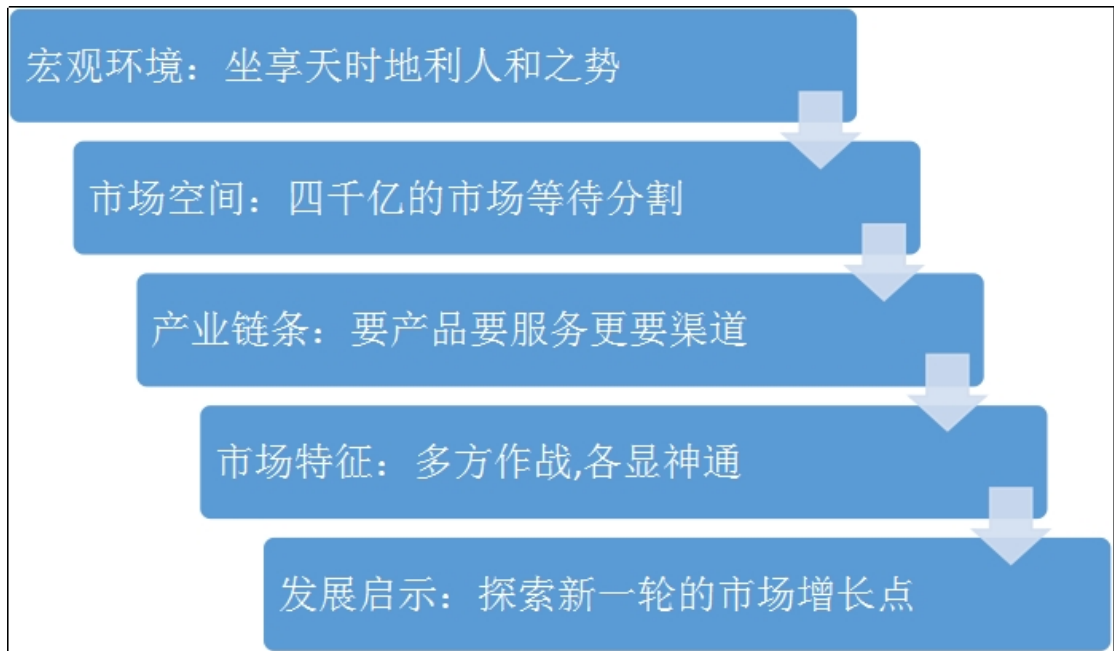 宏观环境：坐享天时地利人和之势
市场空间：四千亿的市场等待分割
产业链条：要产品要服务更要渠道
市场特征：多方作战,各显神通
发展启示：探索新一轮的市场增长点